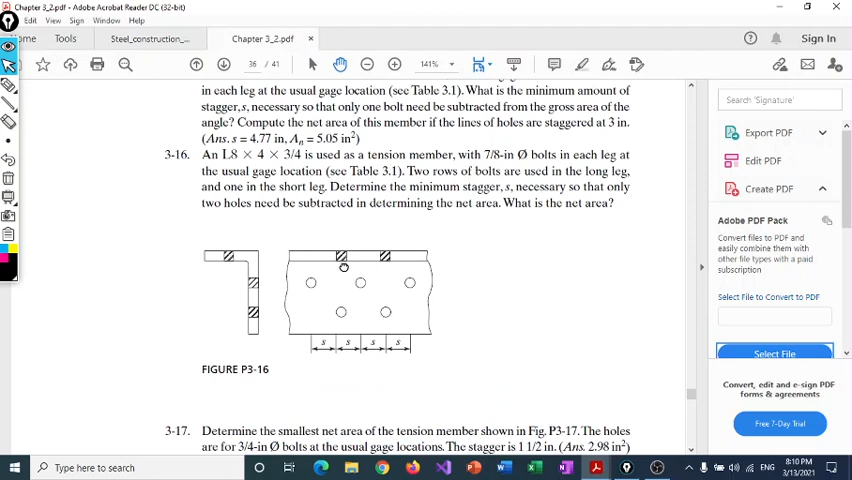 Chapter 3_2.pdf - Adobe Acrobat Reader DC (32-bit)
Edit View Sign Window Help
ome Tools Steel_construction_... Chapter 3_2.pdf × Sign In
36 / 41 141%
in each leg at the usual gage location (see Table 3.1). What is the minimum amount of
stagger, s, necessary so that only one bolt need be subtracted from the gross area of the
angle? Compute the net area of this member if the lines of holes are staggered at 3 in.
(Ans. s = 4.77 in, Aₙ = 5.05 in²)
3-16. An L8 × 4 × 3/4 is used as a tension member, with 7/8-in Ø bolts in each leg at
the usual gage location (see Table 3.1). Two rows of bolts are used in the long leg,
and one in the short leg. Determine the minimum stagger, s, necessary so that only
two holes need be subtracted in determining the net area. What is the net area?
s s s s
FIGURE P3-16
3-17. Determine the smallest net area of the tension member shown in Fig. P3-17. The holes
are for 3/4-in Ø bolts at the usual gage locations. The stagger is 1 1/2 in. (Ans. 2.98 in²)
Search 'Signature'
Export PDF
Edit PDF
Create PDF
Adobe PDF Pack
Convert files to PDF and
easily combine them with
other file types with a paid
subscription
Select File to Convert to PDF
Select File
Convert, edit and e-sign PDF
forms & agreements
Free 7-Day Trial
Type here to search
ENG
8:10 PM
3/13/2021